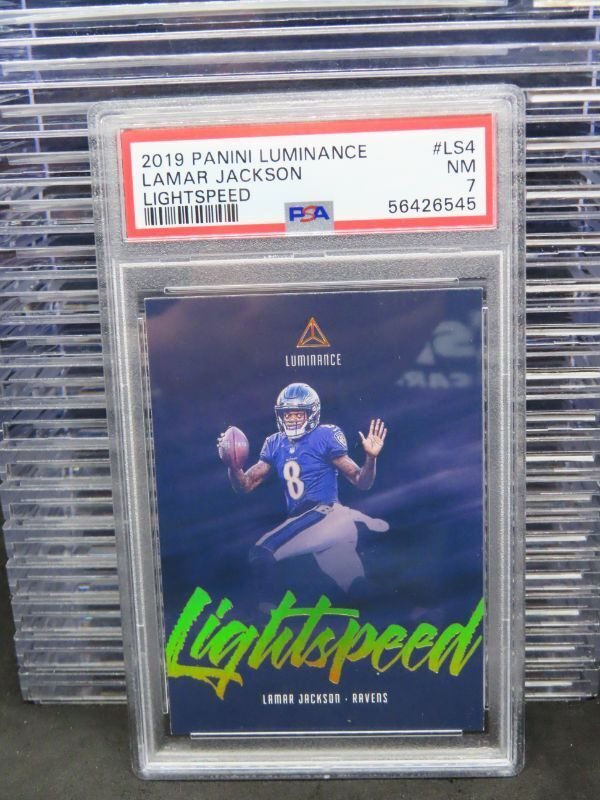 2019 PANINI LUMINANCE #LS4
LAMAR JACKSON NM
LIGHTSPEED 7
PSA 56426545
LUMINANCE
8
Lightspeed
LAMAR JACKSON · RAVENS